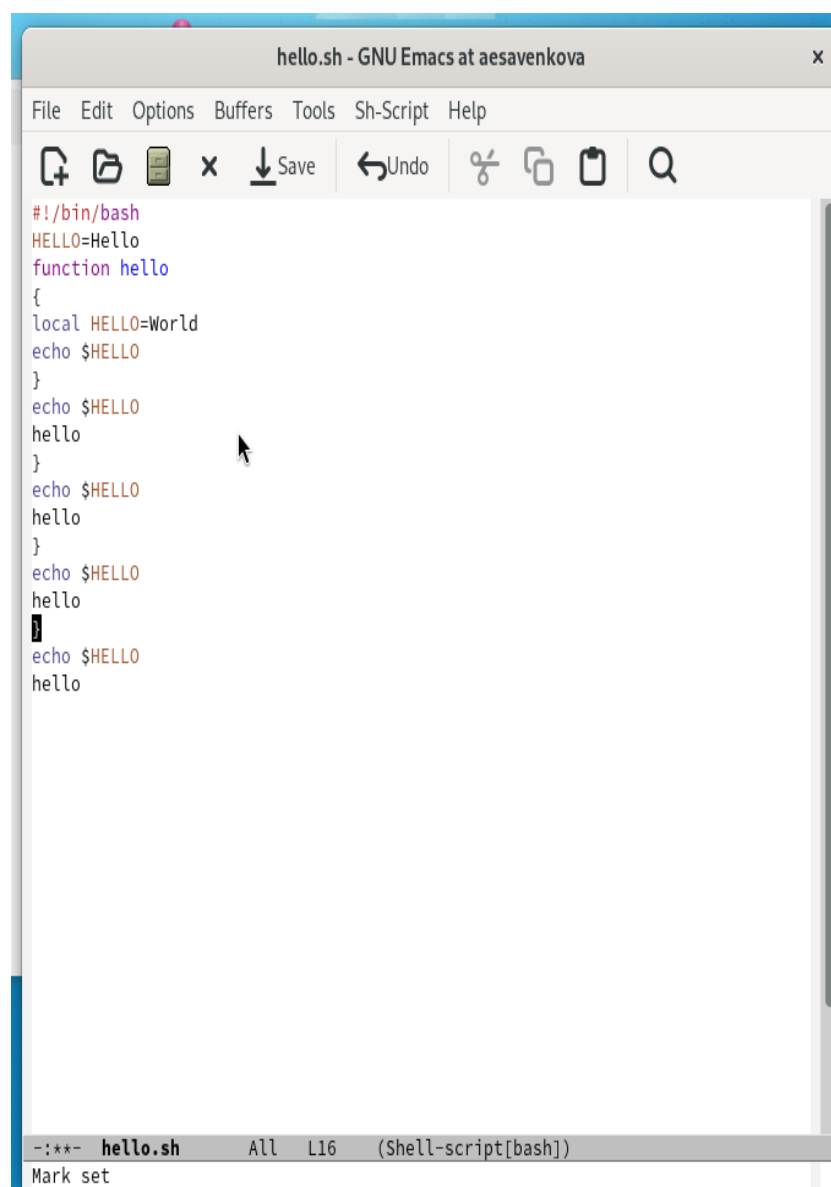 hello.sh - GNU Emacs at aesavenkova
File Edit Options Buffers Tools Sh-Script Help
Save Undo
#!/bin/bash
HELLO=Hello
function hello
{
local HELLO=World
echo $HELLO
}
echo $HELLO
hello
}
echo $HELLO
hello
}
echo $HELLO
hello
}
echo $HELLO
hello
-:**- hello.sh All L16 (Shell-script[bash])
Mark set